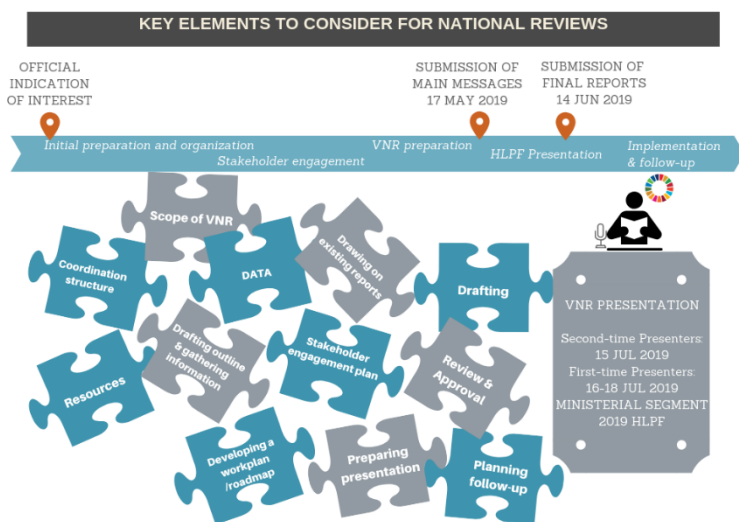 KEY ELEMENTS TO CONSIDER FOR NATIONAL REVIEWS
OFFICIAL
INDICATION
OF INTEREST
SUBMISSION OF
MAIN MESSAGES
17 MAY 2019
SUBMISSION OF
FINAL REPORTS
14 JUN 2019
Initial preparation and organization
Stakeholder engagement
VNR preparation
HLPF Presentation
Implementation
& follow-up
Scope of VNR
Coordination
structure
DATA
Drawing on
existing reports
Drafting
Resources
Drafting outline
& gathering
information
Stakeholder
engagement plan
Review &
Approval
Developing a
workplan
/roadmap
Preparing
presentation
Planning
follow-up
VNR PRESENTATION
Second-time Presenters:
15 JUL 2019
First-time Presenters:
16-18 JUL 2019
MINISTERIAL SEGMENT
2019 HLPF